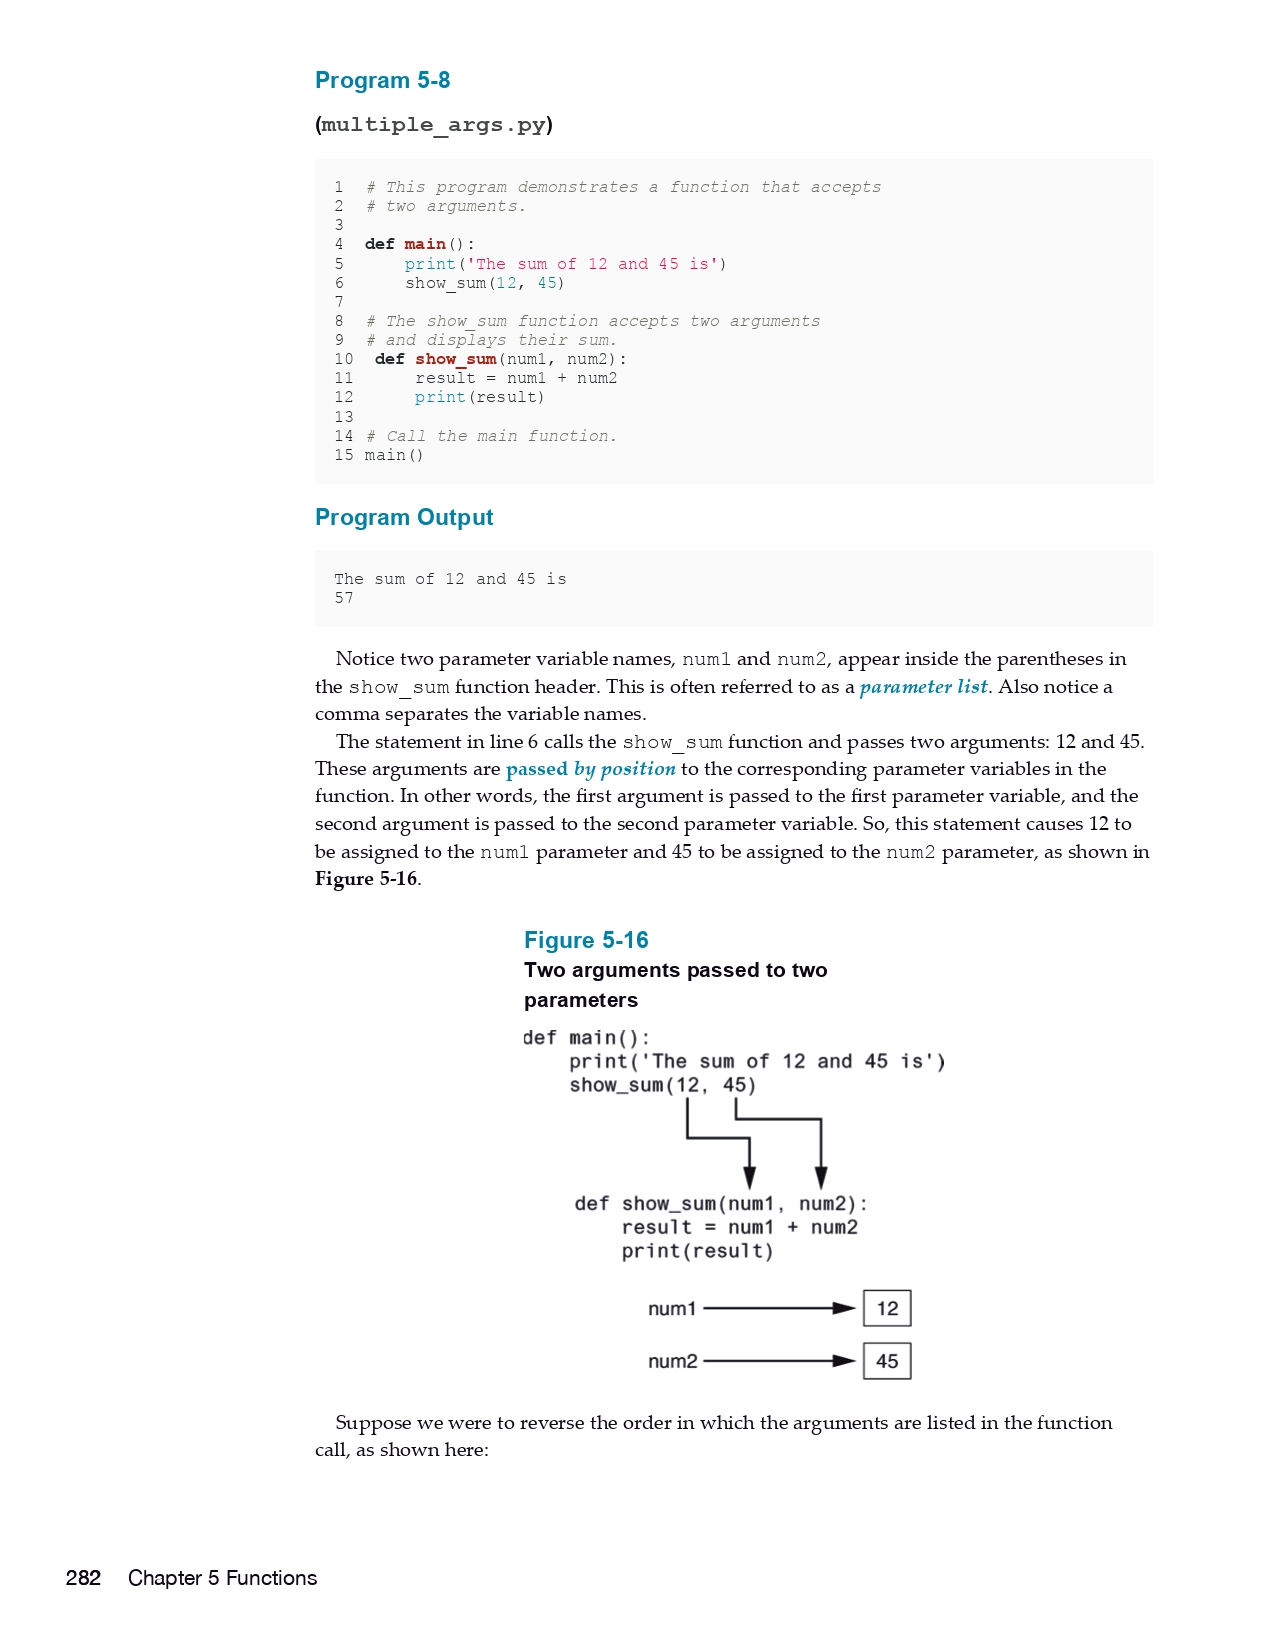 Program 5-8
(multiple_args.py)
1  # This program demonstrates a function that accepts
2  # two arguments.
3
4  def main():
5      print('The sum of 12 and 45 is')
6      show_sum(12, 45)
7
8  # The show_sum function accepts two arguments
9  # and displays their sum.
10  def show_sum(num1, num2):
11      result = num1 + num2
12      print(result)
13
14 # Call the main function.
15 main()
Program Output
The sum of 12 and 45 is
57
Notice two parameter variable names, num1 and num2, appear inside the parentheses in
the show_sum function header. This is often referred to as a parameter list. Also notice a
comma separates the variable names.
The statement in line 6 calls the show_sum function and passes two arguments: 12 and 45.
These arguments are passed by position to the corresponding parameter variables in the
function. In other words, the first argument is passed to the first parameter variable, and the
second argument is passed to the second parameter variable. So, this statement causes 12 to
be assigned to the num1 parameter and 45 to be assigned to the num2 parameter, as shown in
Figure 5-16.
Figure 5-16
Two arguments passed to two
parameters
def main():
    print('The sum of 12 and 45 is')
    show_sum(12, 45)
def show_sum(num1, num2):
    result = num1 + num2
    print(result)
num1 12
num2 45
Suppose we were to reverse the order in which the arguments are listed in the function
call, as shown here:
282 Chapter 5 Functions